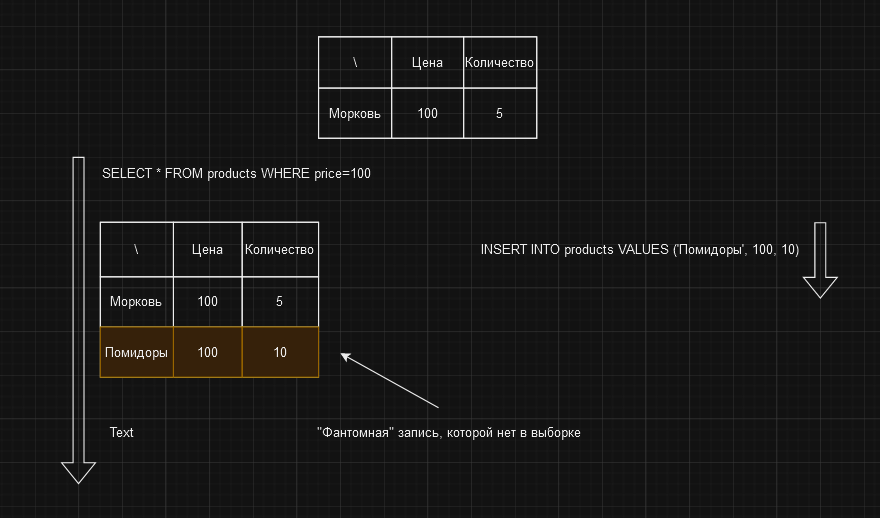 \ Цена Количество
Морковь 100 5
SELECT * FROM products WHERE price=100
\ Цена Количество
INSERT INTO products VALUES ('Помидоры', 100, 10)
Морковь 100 5
Помидоры 100 10
Text
"Фантомная" запись, которой нет в выборке